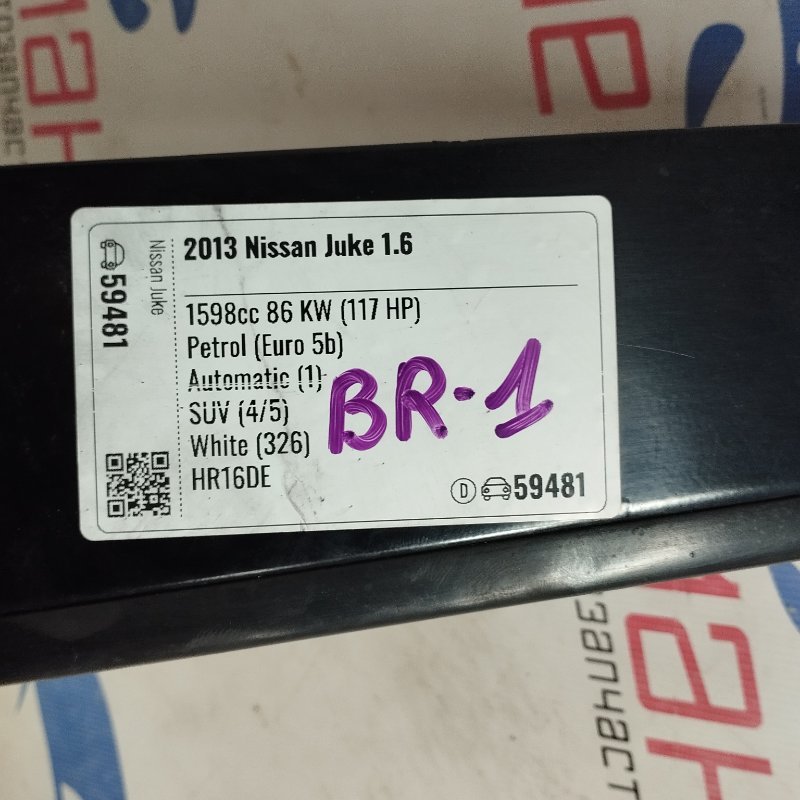 2013 Nissan Juke 1.6
1598cc 86 KW (117 HP)
Petrol (Euro 5b)
Automatic (1)
SUV (4/5)
White (326)
HR16DE
BR-1
D 59481
Nissan Juke
59481